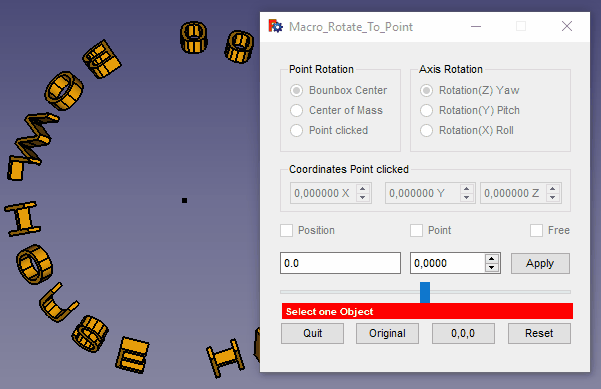 Macro_Rotate_To_Point
Point Rotation
Axis Rotation
Bounbox Center
Rotation(Z) Yaw
Center of Mass
Rotation(Y) Pitch
Point clicked
Rotation(X) Roll
Coordinates Point clicked
0,000000 X
0,000000 Y
0,000000 Z
Position
Point
Free
0.0
0,0000
Apply
Select one Object
Quit
Original
0,0,0
Reset